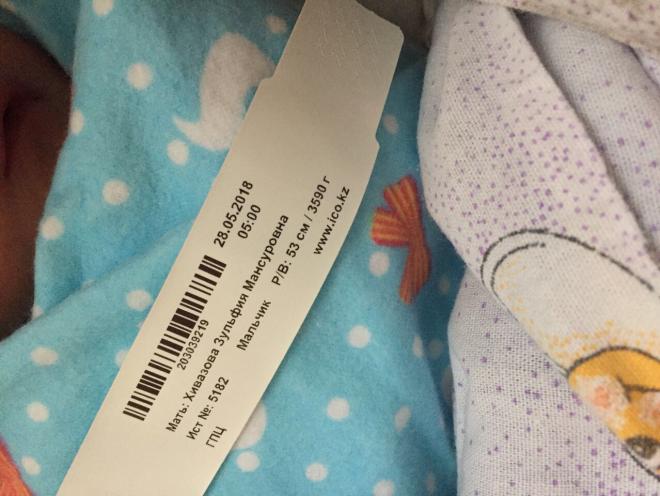 28.05.2018
05:00
203039219
Мать: Хивазова Зульфия Мансуровна
Ист №: 5182 Мальчик Р/В: 53 см / 3590 г
ГПЦ www.ico.kz